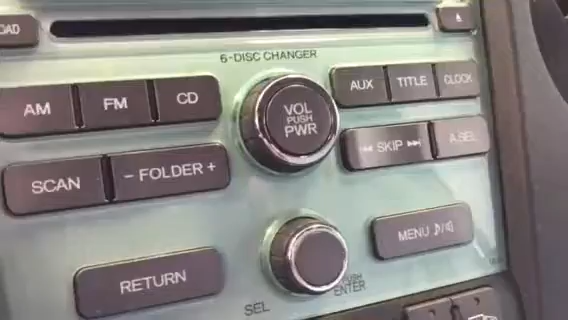 6-DISC CHANGER
AM FM CD
VOL
PUSH
PWR
AUX TITLE CLOCK
SCAN - FOLDER +
SKIP A.SEL
MENU
RETURN
SEL
PUSH
ENTER